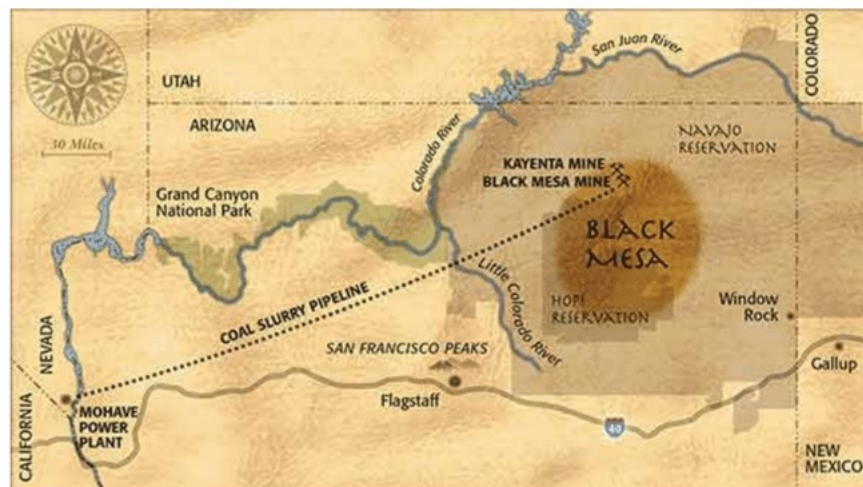 UTAH
ARIZONA
COLORADO
San Juan River
30 Miles
Colorado River
NAVAJO
RESERVATION
KAYENTA MINE
BLACK MESA MINE
Grand Canyon
National Park
BLACK
MESA
Little Colorado River
COAL SLURRY PIPELINE
HOPI
RESERVATION
Window
Rock
NEVADA
SAN FRANCISCO PEAKS
Gallup
Flagstaff
MOHAVE
POWER
PLANT
40
CALIFORNIA
NEW
MEXICO